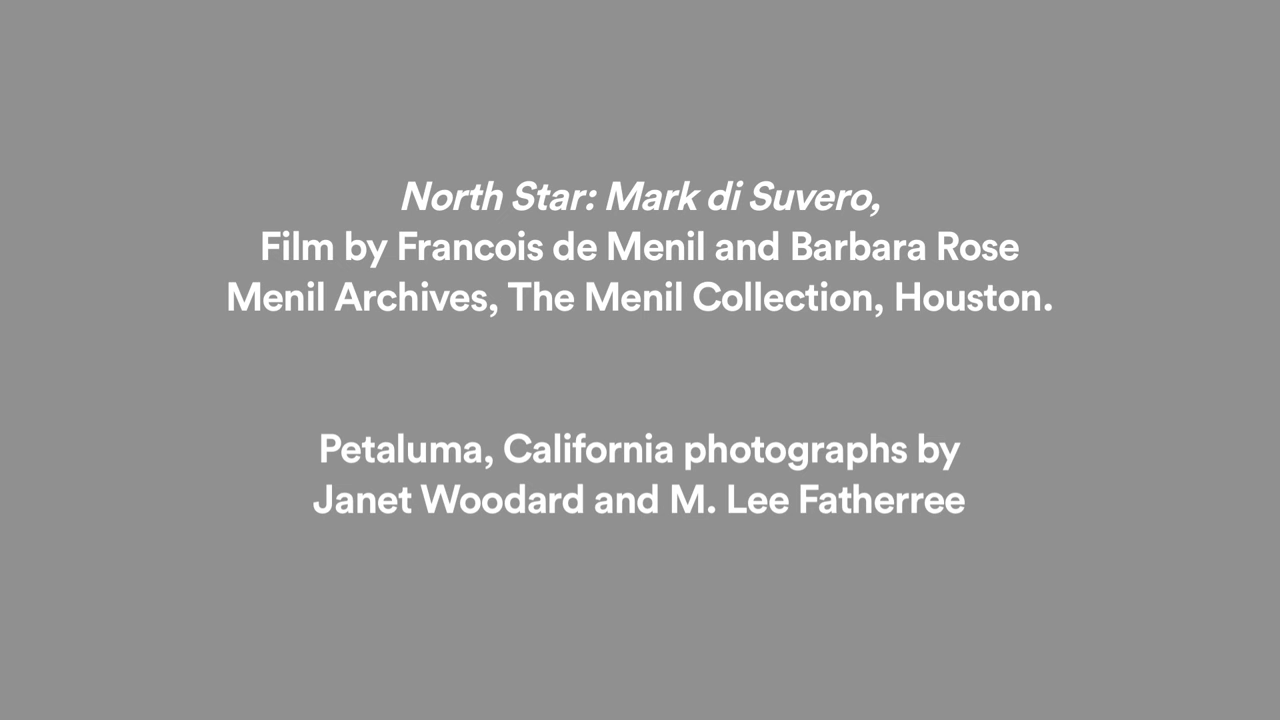 North Star: Mark di Suvero,
Film by Francois de Menil and Barbara Rose
Menil Archives, The Menil Collection, Houston.
Petaluma, California photographs by
Janet Woodard and M. Lee Fatherree